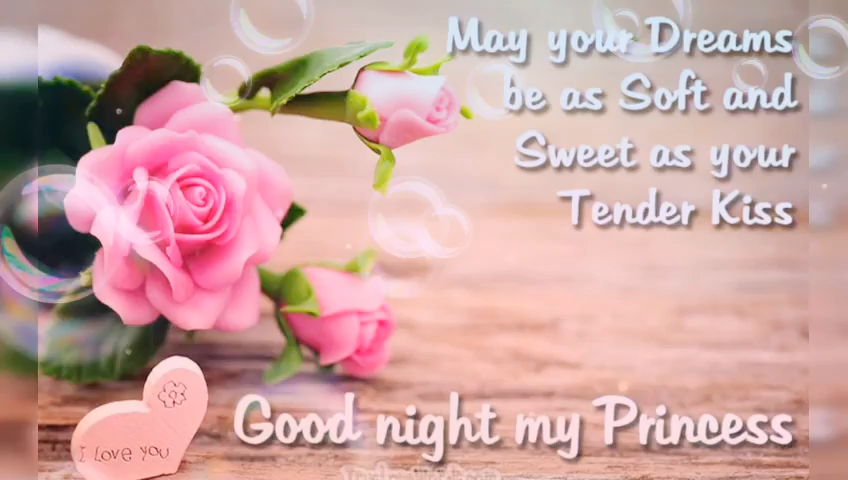 May your Dreams
be as Soft and
Sweet as your
Tender Kiss
I Love you
Good night my Princess